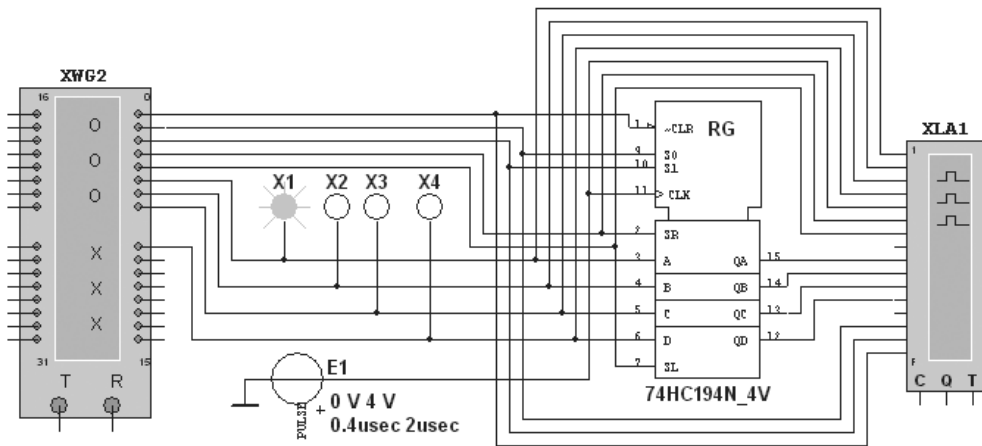 XWG2
16 0
O
O
O
X
X
X
31 15
T R
X1 X2 X3 X4
E1
0 V 4 V
0.4usec 2usec
PULSE
+
RG
1 ~CLR
9 S0
10 S1
11 CLK
2 SR
3 A QA 15
4 B QB 14
5 C QC 13
6 D QD 12
7 SL
74HC194N_4V
XLA1
1
F
C Q T